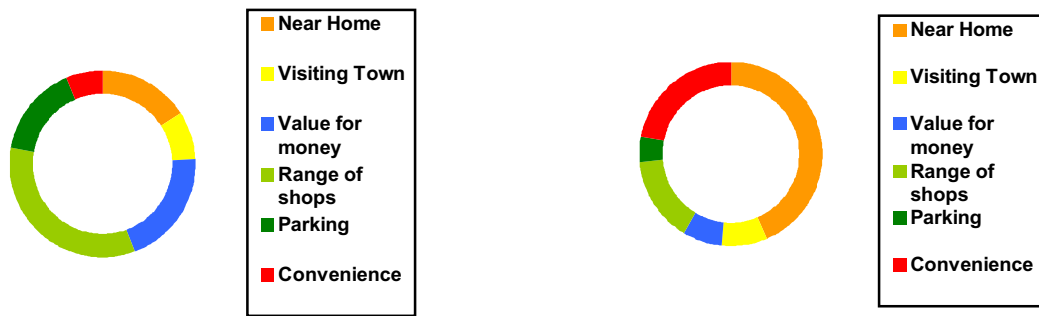 Near Home
Visiting Town
Value for
money
Range of
shops
Parking
Convenience
Near Home
Visiting Town
Value for
money
Range of
shops
Parking
Convenience